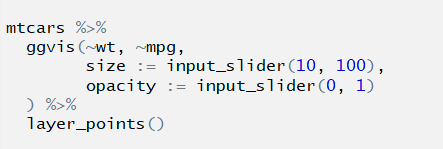 mtcars %>%
  ggvis(~wt, ~mpg,
        size := input_slider(10, 100),
        opacity := input_slider(0, 1)
  ) %>%
  layer_points()